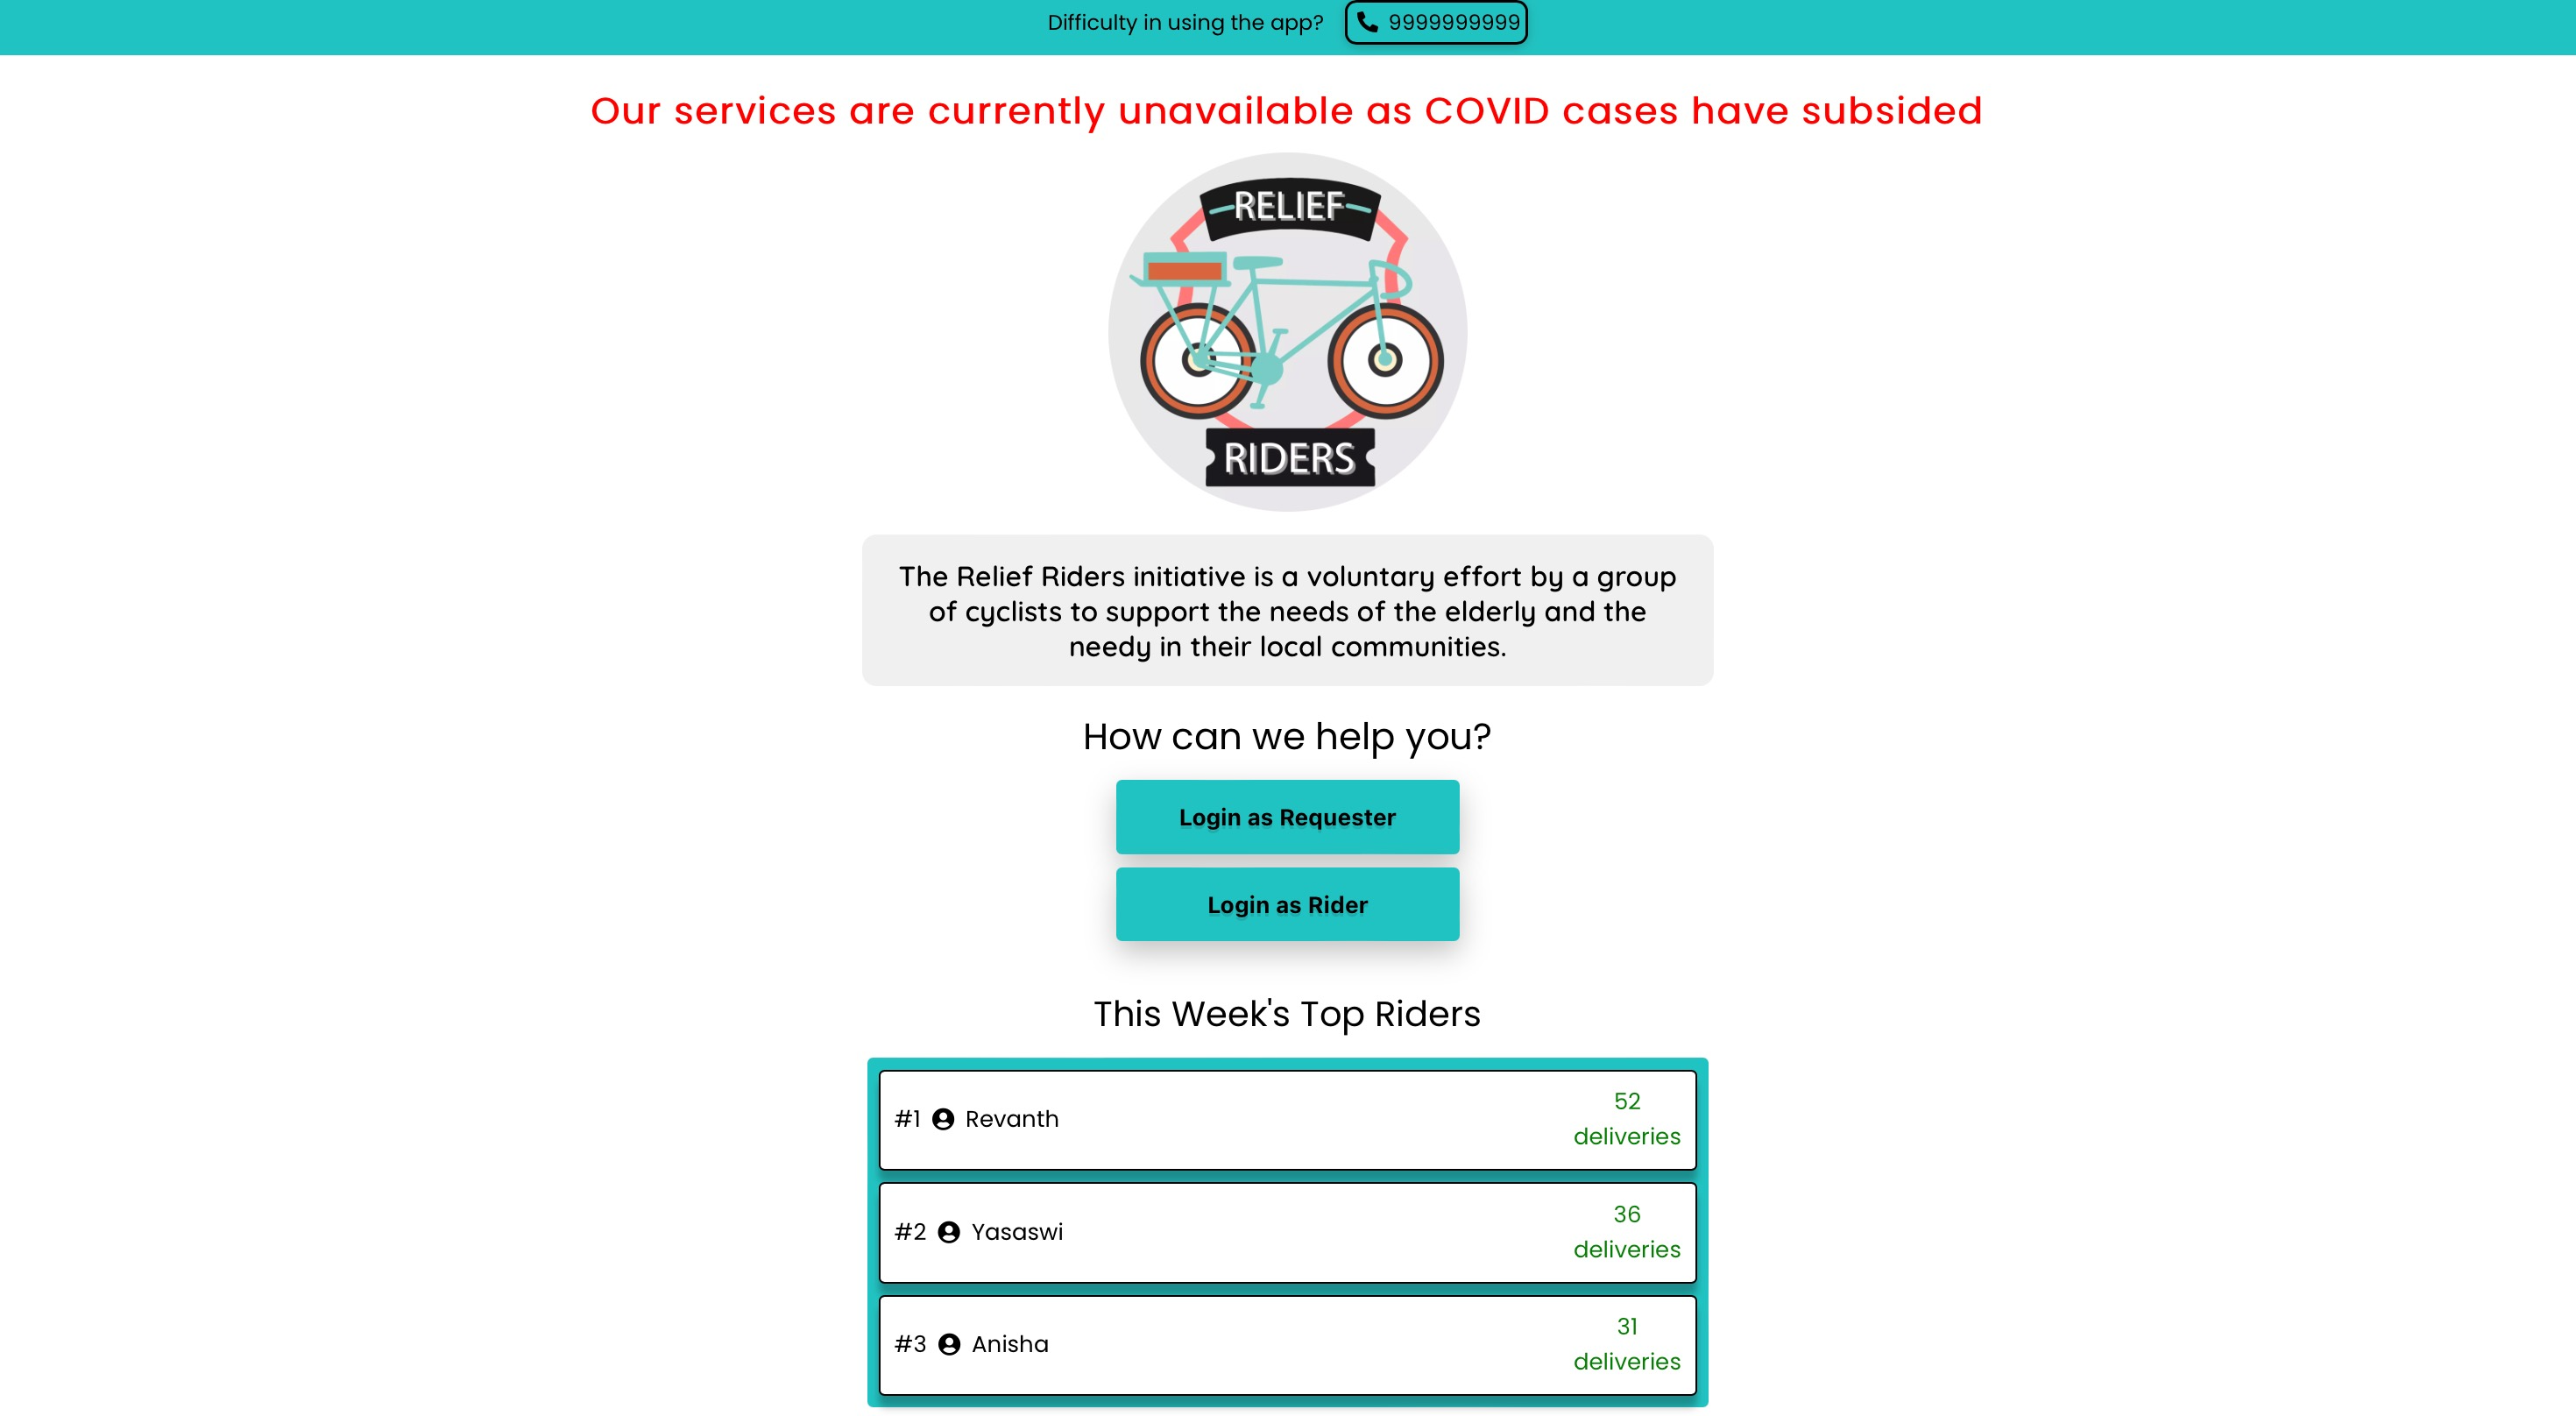 Difficulty in using the app? 9999999999
Our services are currently unavailable as COVID cases have subsided
RELIEF
RIDERS
The Relief Riders initiative is a voluntary effort by a group
of cyclists to support the needs of the elderly and the
needy in their local communities.
How can we help you?
Login as Requester
Login as Rider
This Week's Top Riders
#1 Revanth 52 deliveries
#2 Yasaswi 36 deliveries
#3 Anisha 31 deliveries